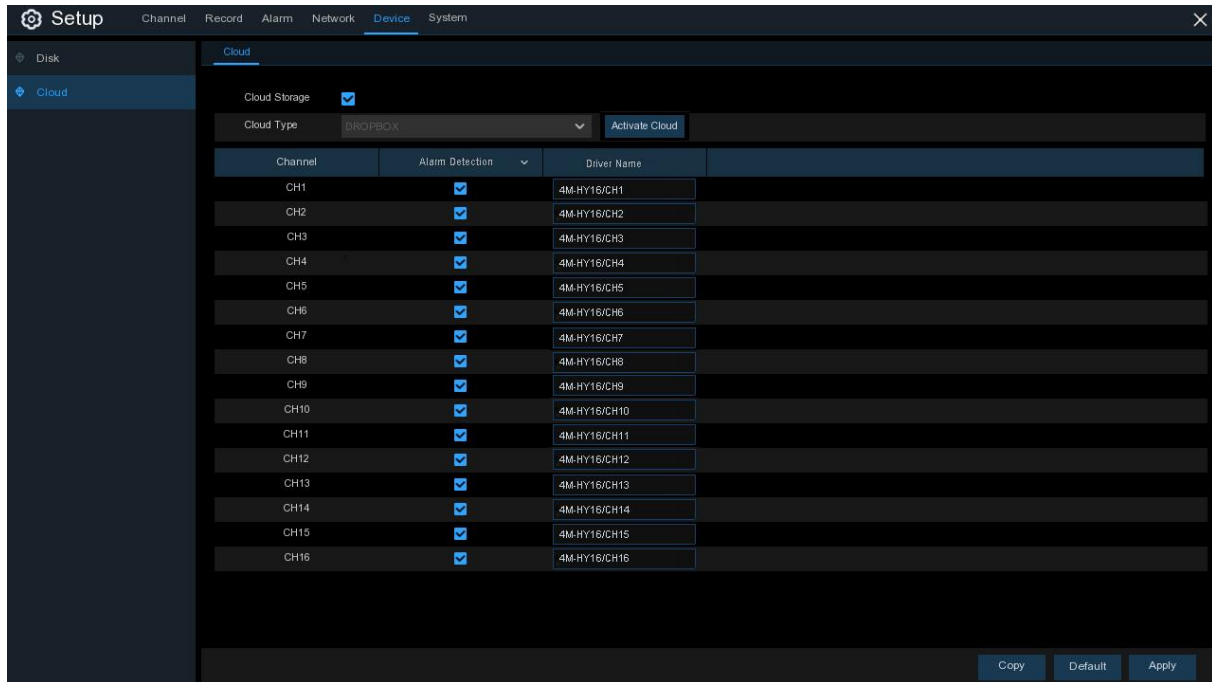 Setup Channel Record Alarm Network Device System
Disk
Cloud
Cloud
Cloud Storage
Cloud Type DROPBOX Activate Cloud
Channel Alarm Detection Driver Name
CH1 4M-HY16/CH1
CH2 4M-HY16/CH2
CH3 4M-HY16/CH3
CH4 4M-HY16/CH4
CH5 4M-HY16/CH5
CH6 4M-HY16/CH6
CH7 4M-HY16/CH7
CH8 4M-HY16/CH8
CH9 4M-HY16/CH9
CH10 4M-HY16/CH10
CH11 4M-HY16/CH11
CH12 4M-HY16/CH12
CH13 4M-HY16/CH13
CH14 4M-HY16/CH14
CH15 4M-HY16/CH15
CH16 4M-HY16/CH16
Copy Default Apply